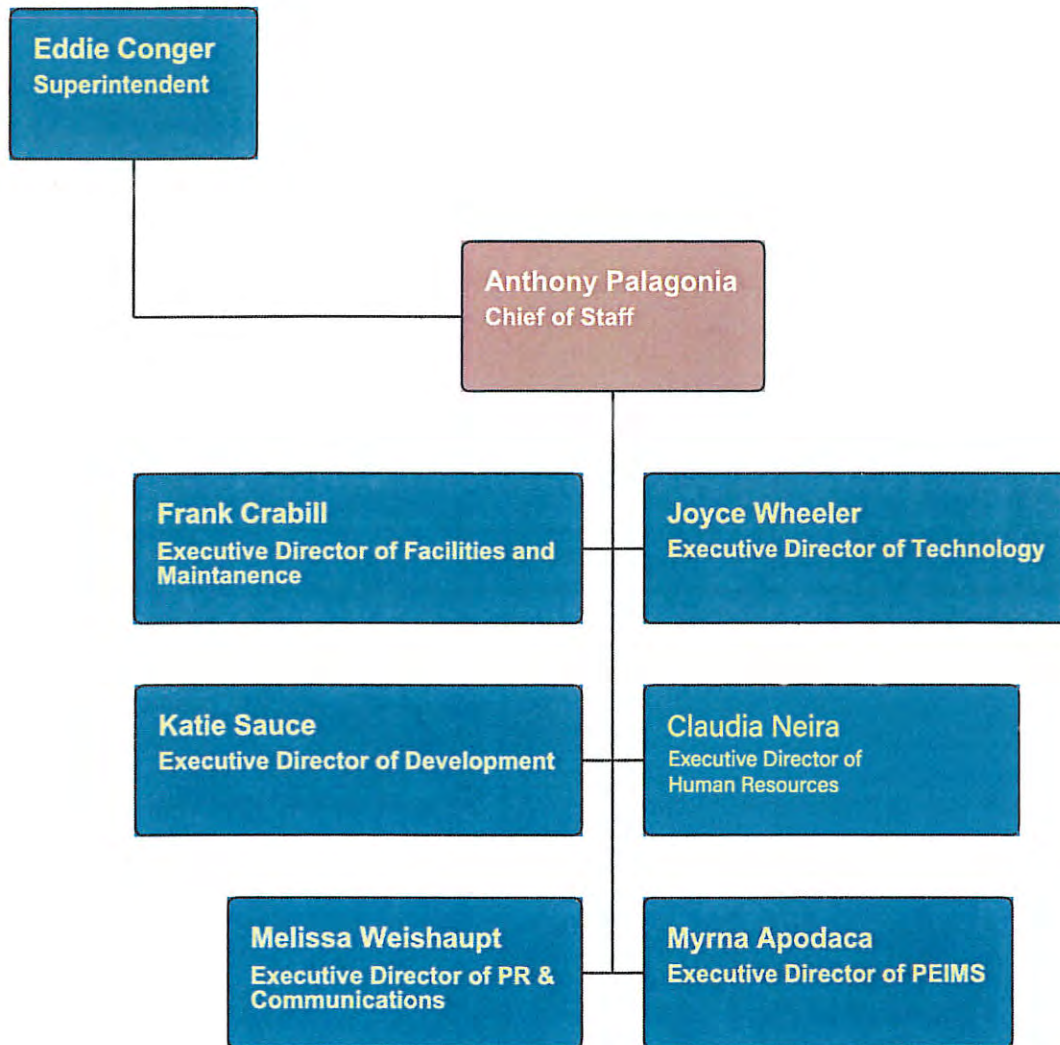 Eddie Conger
Superintendent
Anthony Palagonia
Chief of Staff
Frank Crabill
Executive Director of Facilities and
Maintanence
Joyce Wheeler
Executive Director of Technology
Katie Sauce
Executive Director of Development
Claudia Neira
Executive Director of
Human Resources
Melissa Weishaupt
Executive Director of PR &
Communications
Myrna Apodaca
Executive Director of PEIMS